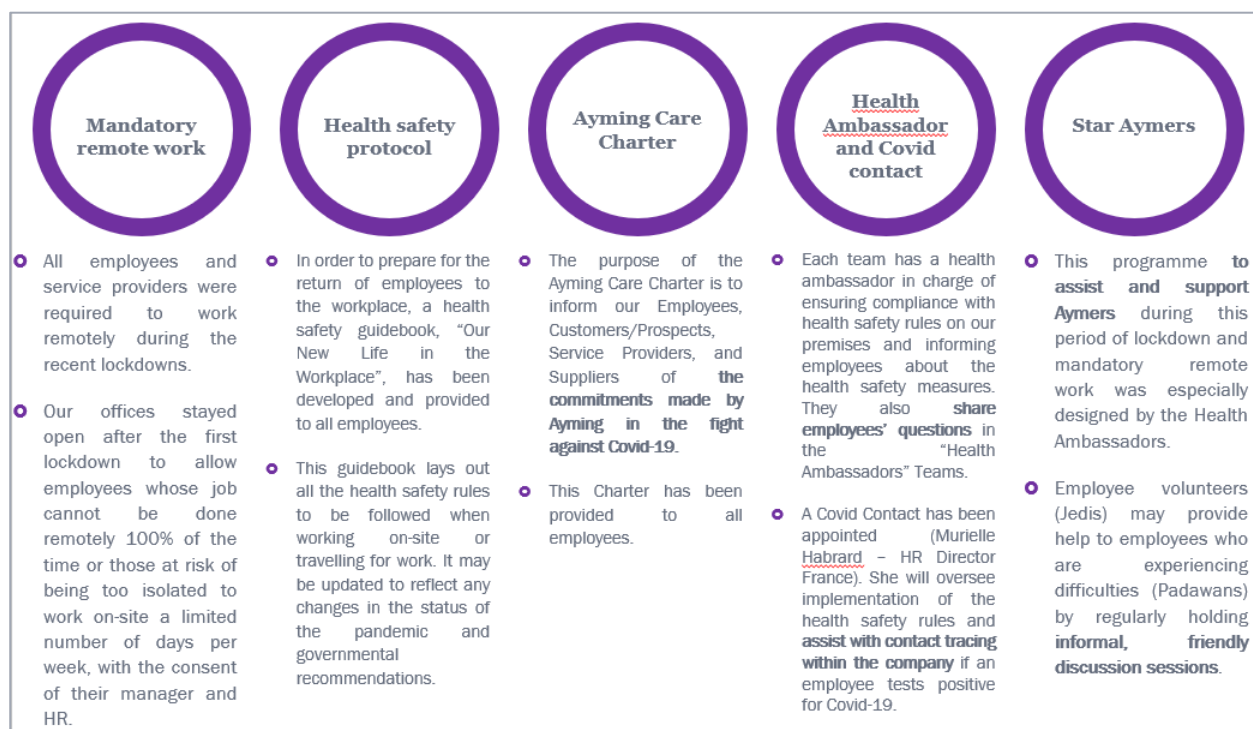 Mandatory
remote work
All employees and
service providers were
required to work
remotely during the
recent lockdowns.
Our offices stayed
open after the first
lockdown to allow
employees whose job
cannot be done
remotely 100% of the
time or those at risk of
being too isolated to
work on-site a limited
number of days per
week, with the consent
of their manager and
HR.
Health safety
protocol
In order to prepare for the
return of employees to
the workplace, a health
safety guidebook, “Our
New Life in the
Workplace”, has been
developed and provided
to all employees.
This guidebook lays out
all the health safety rules
to be followed when
working on-site or
travelling for work. It may
be updated to reflect any
changes in the status of
the pandemic and
governmental
recommendations.
Ayming Care
Charter
The purpose of the
Ayming Care Charter is to
inform our Employees,
Customers/Prospects,
Service Providers, and
Suppliers of the
commitments made by
Ayming in the fight
against Covid-19.
This Charter has been
provided to all
employees.
Health
Ambassador
and Covid
contact
Each team has a health
ambassador in charge of
ensuring compliance with
health safety rules on our
premises and informing
employees about the
health safety measures.
They also share
employees’ questions in
the “Health
Ambassadors” Teams.
A Covid Contact has been
appointed (Murielle
Habrard – HR Director
France). She will oversee
implementation of the
health safety rules and
assist with contact tracing
within the company if an
employee tests positive
for Covid-19.
Star Aymers
This programme to
assist and support
Aymers during this
period of lockdown and
mandatory remote
work was especially
designed by the Health
Ambassadors.
Employee volunteers
(Jedis) may provide
help to employees who
are experiencing
difficulties (Padawans)
by regularly holding
informal, friendly
discussion sessions.